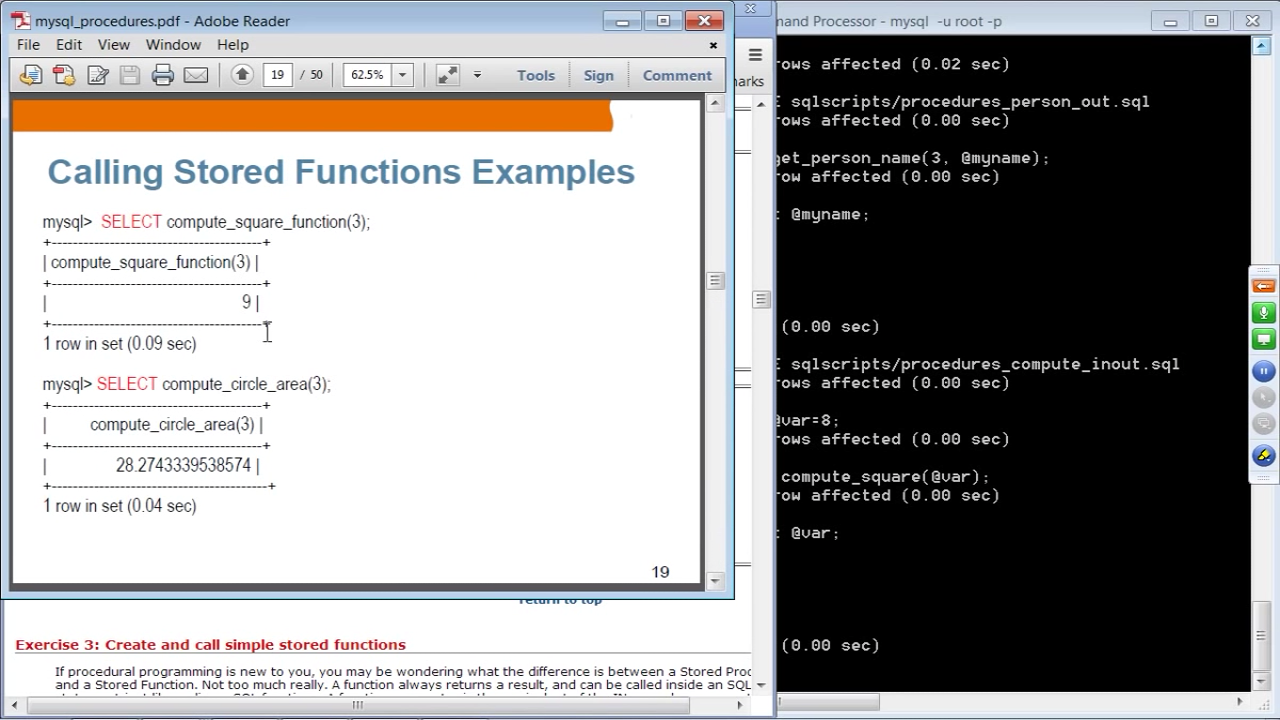 mysql_procedures.pdf - Adobe Reader
File Edit View Window Help
19 / 50 62.5% Tools Sign Comment
Calling Stored Functions Examples
mysql> SELECT compute_square_function(3);
+---------------------------------------+
| compute_square_function(3) |
+---------------------------------------+
| 9 |
+---------------------------------------+
1 row in set (0.09 sec)
mysql> SELECT compute_circle_area(3);
+---------------------------------------+
| compute_circle_area(3) |
+---------------------------------------+
| 28.2743339538574 |
+----------------------------------------+
1 row in set (0.04 sec)
19
Exercise 3: Create and call simple stored functions
If procedural programming is new to you, you may be wondering what the difference is between a Stored Proc
and a Stored Function. Not too much really. A function always returns a result, and can be called inside an SQL
mand Processor - mysql -u root -p
rows affected (0.02 sec)
E sqlscripts/procedures_person_out.sql
rows affected (0.00 sec)
get_person_name(3, @myname);
row affected (0.00 sec)
t @myname;
(0.00 sec)
E sqlscripts/procedures_compute_inout.sql
rows affected (0.00 sec)
@var=8;
rows affected (0.00 sec)
compute_square(@var);
row affected (0.00 sec)
t @var;
(0.00 sec)